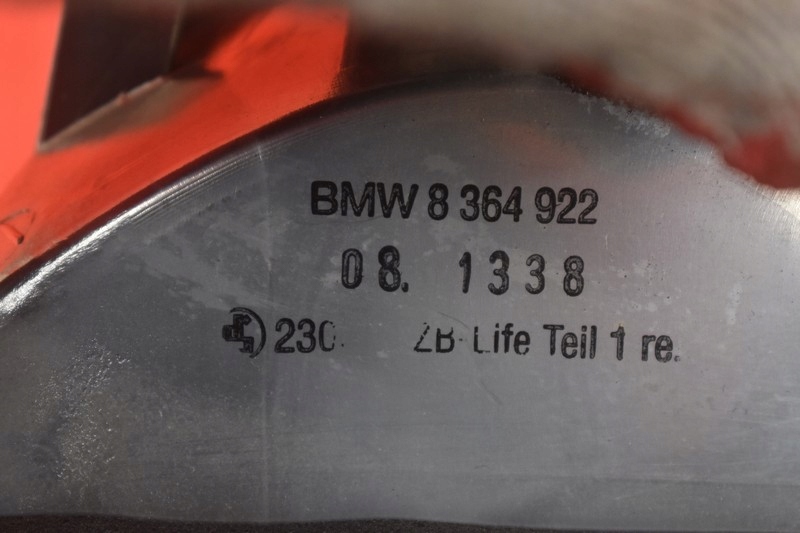 BMW 8 364 922
08. 1338
230. ZB Life Teil 1 re.